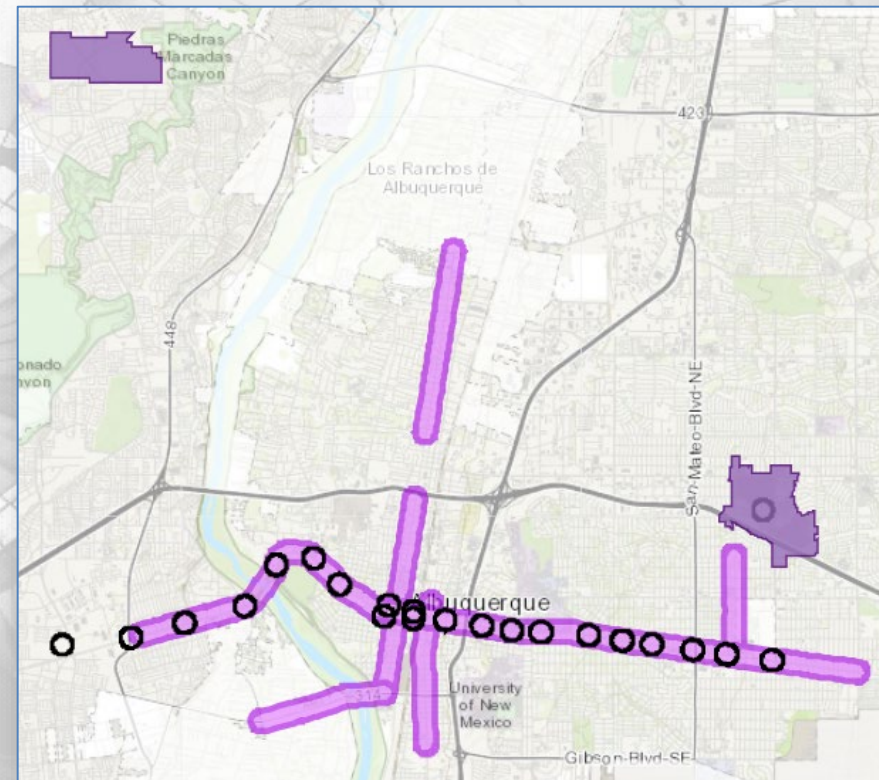 Piedras
Marcadas
Canyon
423
Los Ranchos de
Albuquerque
448
onado
San-Mateo-Blvd-NE
Albuquerque
314
University
of New
Mexico
Gibson-Blvd-SE